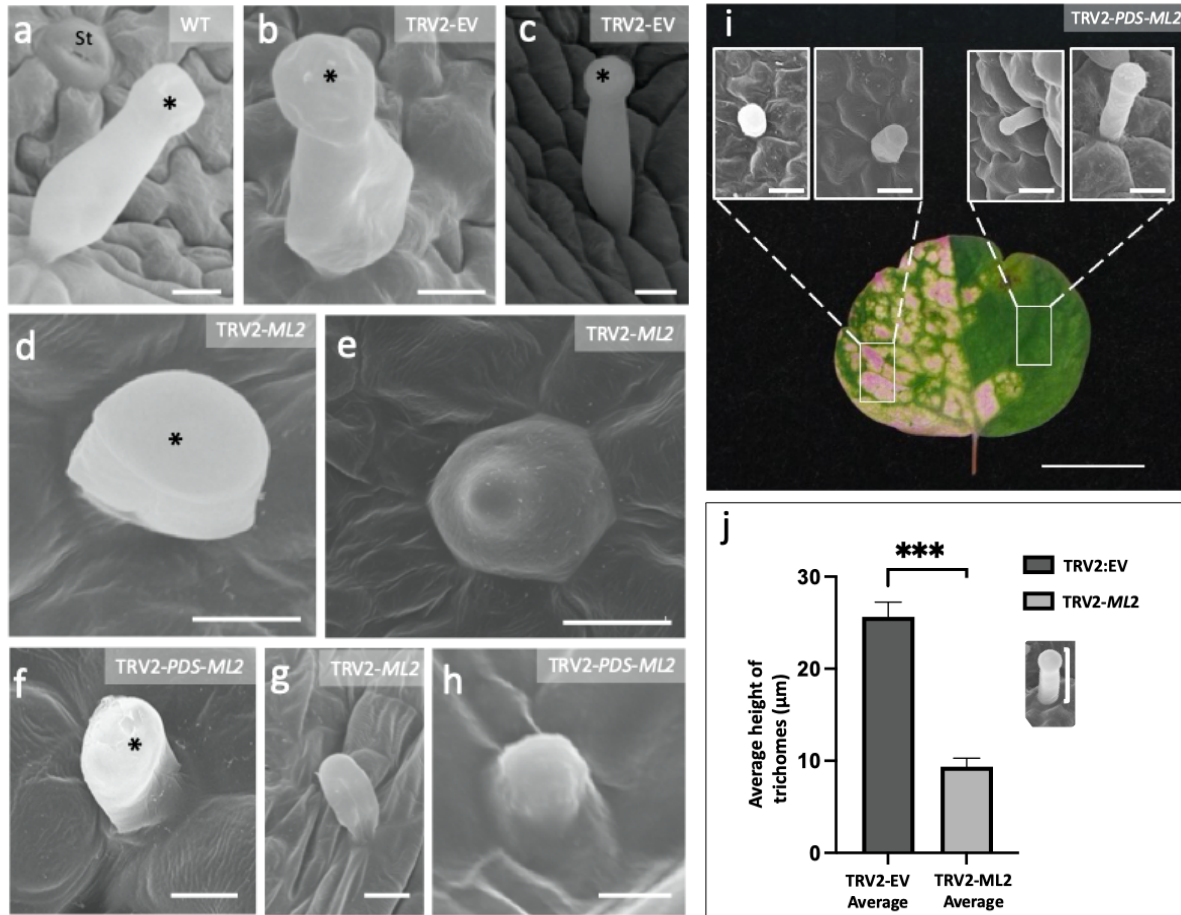 a
St
WT
*
b
TRV2-EV
*
c
TRV2-EV
*
d
TRV2-ML2
*
e
TRV2-ML2
f
TRV2-PDS-ML2
*
g
TRV2-ML2
h
TRV2-PDS-ML2
i
TRV2-PDS-ML2
j
***
TRV2:EV
TRV2-ML2
30
20
10
0
Average height of
trichomes (μm)
TRV2-EV
Average
TRV2-ML2
Average